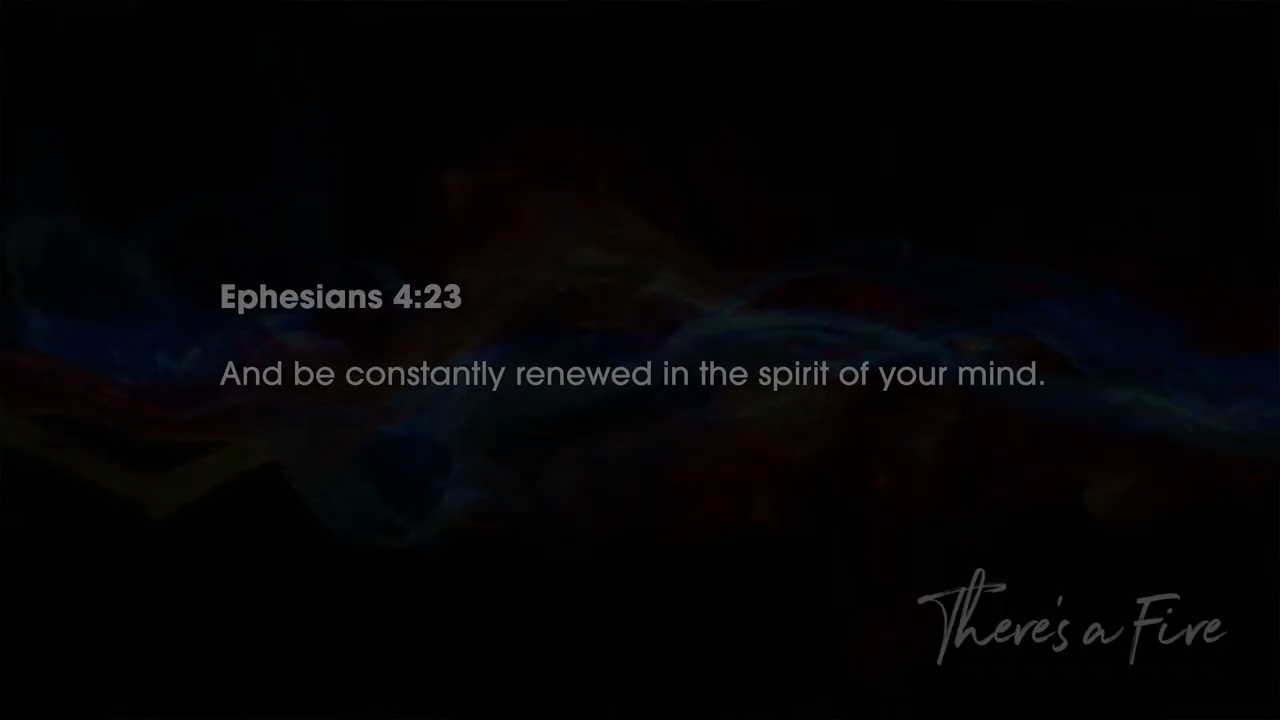 Ephesians 4:23
And be constantly renewed in the spirit of your mind.
There's a Fire